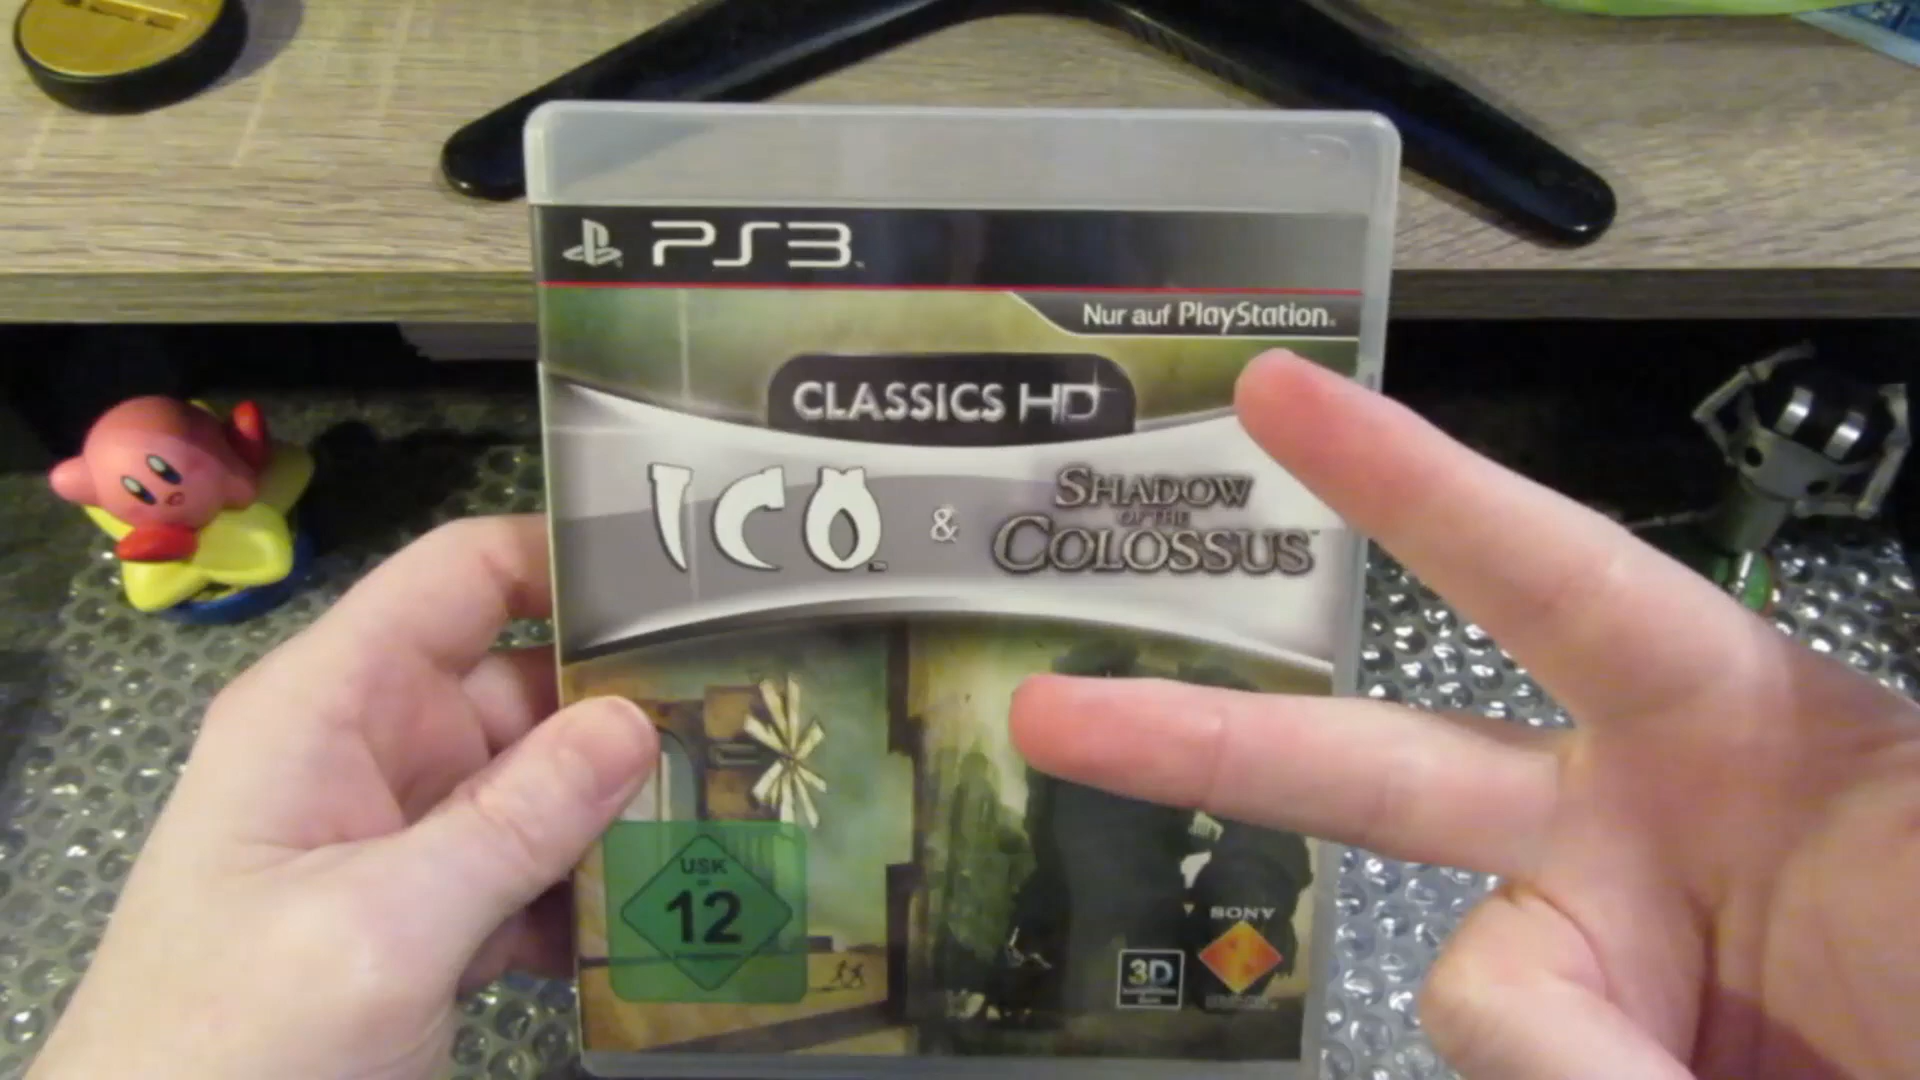 PS3
Nur auf PlayStation
CLASSICS HD
ICO & SHADOW OF THE COLOSSUS
USK
12
SONY
3D